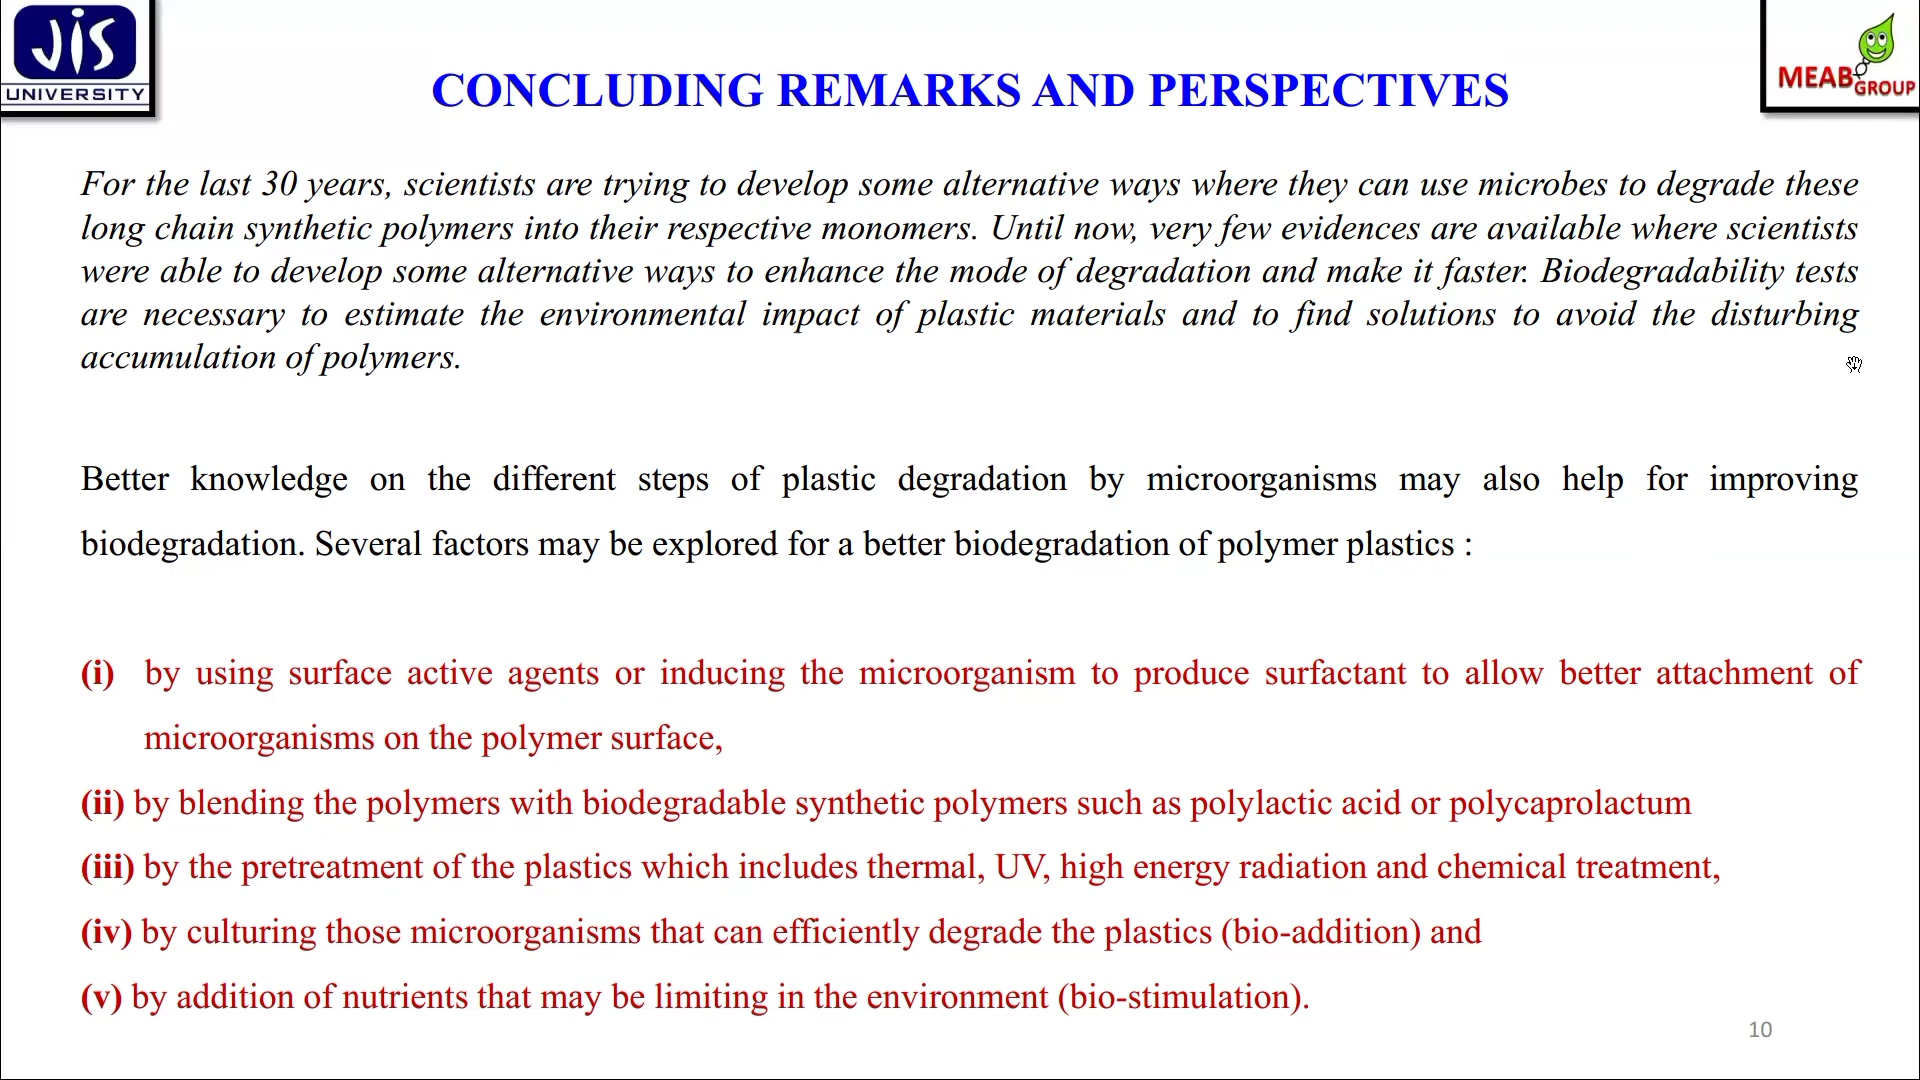 JIS
UNIVERSITY
MEAB GROUP
CONCLUDING REMARKS AND PERSPECTIVES
For the last 30 years, scientists are trying to develop some alternative ways where they can use microbes to degrade these
long chain synthetic polymers into their respective monomers. Until now, very few evidences are available where scientists
were able to develop some alternative ways to enhance the mode of degradation and make it faster. Biodegradability tests
are necessary to estimate the environmental impact of plastic materials and to find solutions to avoid the disturbing
accumulation of polymers.
Better knowledge on the different steps of plastic degradation by microorganisms may also help for improving
biodegradation. Several factors may be explored for a better biodegradation of polymer plastics :
(i) by using surface active agents or inducing the microorganism to produce surfactant to allow better attachment of
microorganisms on the polymer surface,
(ii) by blending the polymers with biodegradable synthetic polymers such as polylactic acid or polycaprolactum
(iii) by the pretreatment of the plastics which includes thermal, UV, high energy radiation and chemical treatment,
(iv) by culturing those microorganisms that can efficiently degrade the plastics (bio-addition) and
(v) by addition of nutrients that may be limiting in the environment (bio-stimulation).
10